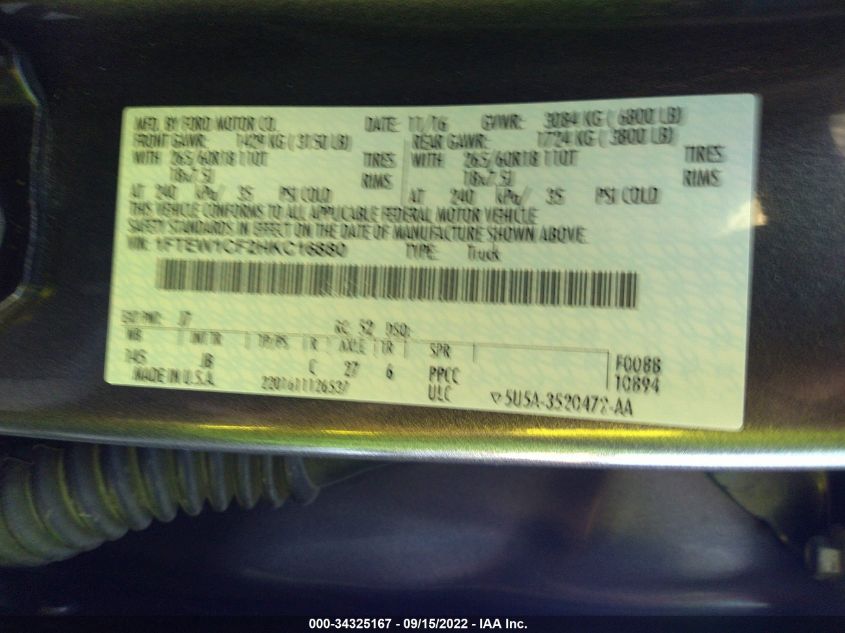 MFD. BY FORD MOTOR CO. DATE: 11/16 GVWR: 3084 KG ( 6800 LB)
FRONT GAWR: 1429 KG ( 3150 LB) REAR GAWR: 1724 KG ( 3800 LB)
WITH 265/60R18 110T TIRES WITH 265/60R18 110T TIRES
18x7.5J RIMS 18x7.5J RIMS
AT 240 kPa/ 35 PSI COLD AT 240 kPa/ 35 PSI COLD
THIS VEHICLE CONFORMS TO ALL APPLICABLE FEDERAL MOTOR VEHICLE
SAFETY STANDARDS IN EFFECT ON THE DATE OF MANUFACTURE SHOWN ABOVE.
VIN: 1FTEW1CF2HKC16880 TYPE: Truck
EXT PNT: J7 RC: 52 DSO:
WB INT TR TP/PS R AXLE TR SPR
145 JB C 27 6 PPCC F0088
MADE IN U.S.A. 220161112653? ULC 10894
▽5U5A-3520472-AA
000-34325167 - 09/15/2022 - IAA Inc.